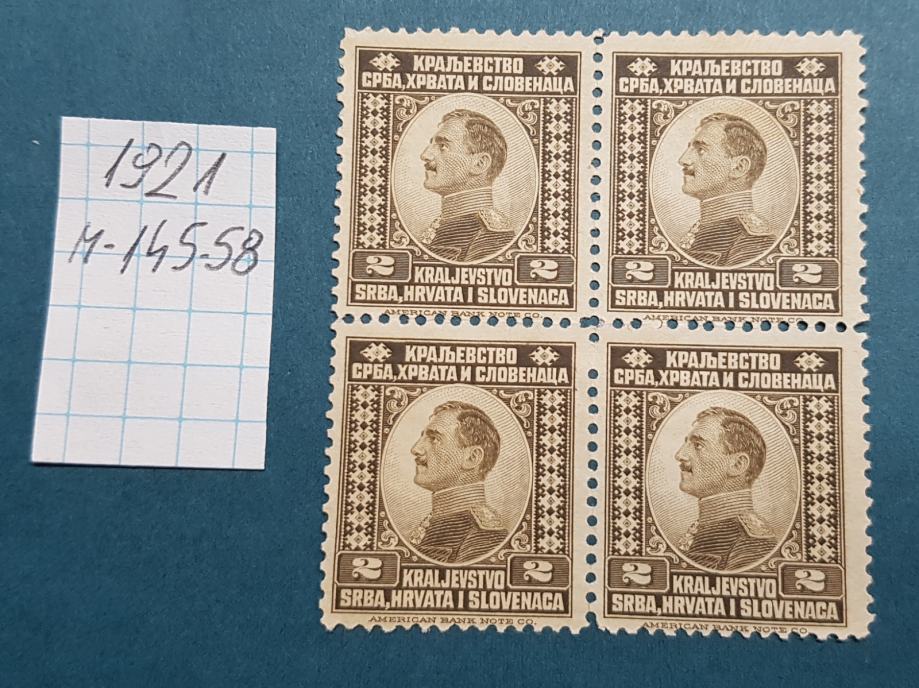 1921
M-145-58
КРАЉЕВСТВО
СРБА, ХРВАТА И СЛОВЕНАЦА
2 KRALJEVSTVO 2
SRBA, HRVATA I SLOVENACA
AMERICAN BANK NOTE CO.
КРАЉЕВСТВО
СРБА, ХРВАТА И СЛОВЕНАЦА
2 KRALJEVSTVO 2
SRBA, HRVATA I SLOVENACA
AMERICAN BANK NOTE CO.
КРАЉЕВСТВО
СРБА, ХРВАТА И СЛОВЕНАЦА
2 KRALJEVSTVO 2
SRBA, HRVATA I SLOVENACA
AMERICAN BANK NOTE CO.
КРАЉЕВСТВО
СРБА, ХРВАТА И СЛОВЕНАЦА
2 KRALJEVSTVO 2
SRBA, HRVATA I SLOVENACA
AMERICAN BANK NOTE CO.